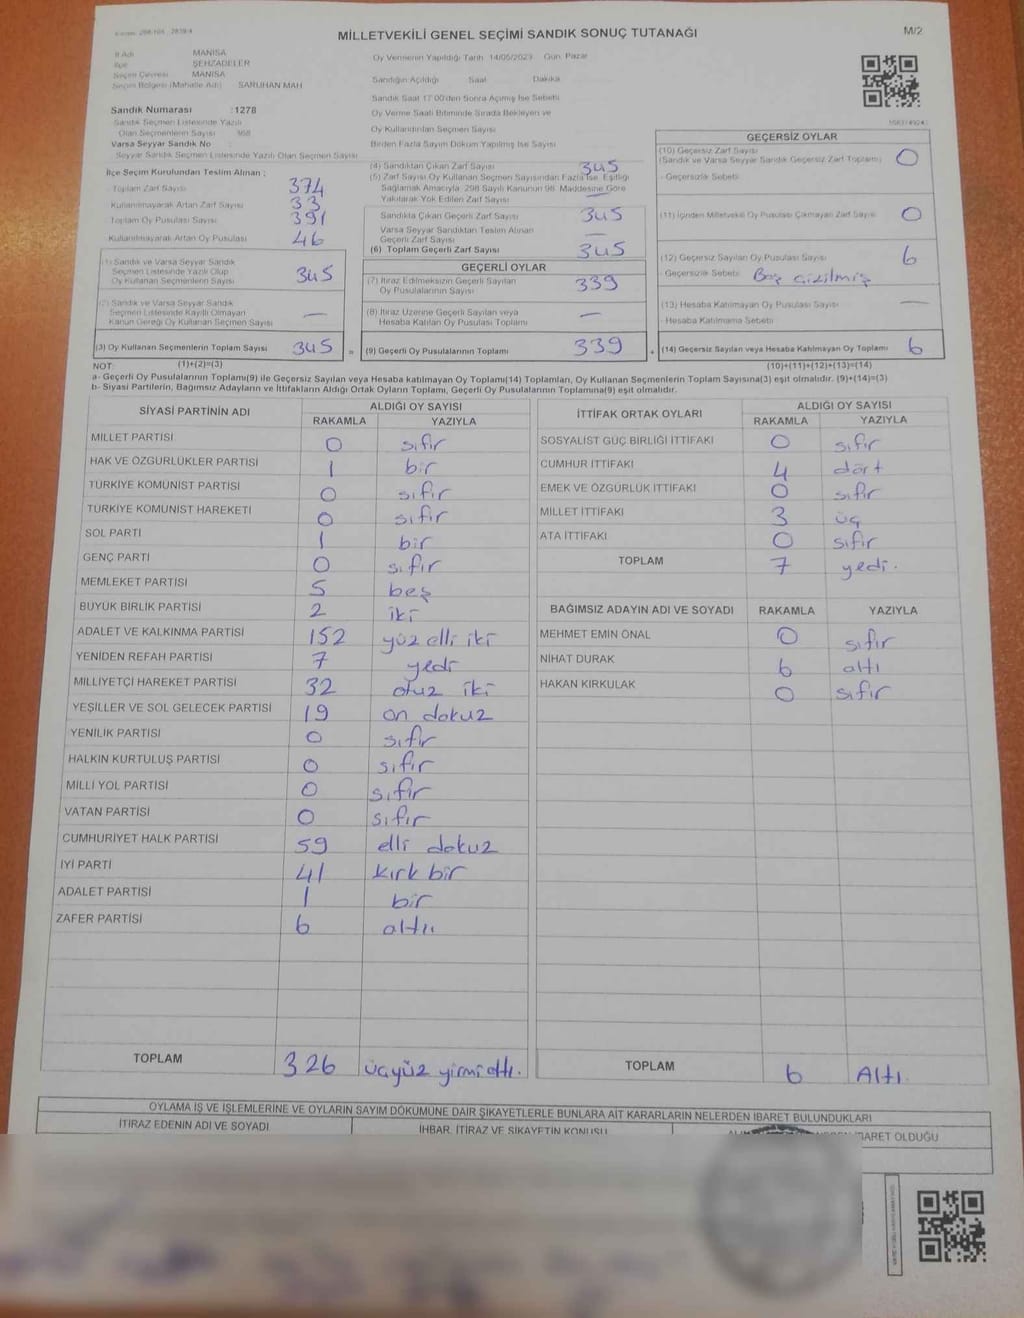 MİLLETVEKİLİ GENEL SEÇİMİ SANDIK SONUÇ TUTANAĞI
M/2
İl Adı MANİSA
İlçe ŞEHZADELER
Seçim Çevresi MANİSA
Seçim Bölgesi (Mahalle Adı) SARUHAN MAH
Sandık Numarası : 1278
Sandık Seçmen Listesinde Yazılı
Olan Seçmenlerin Sayısı
Varsa Seyyar Sandık No
Seyyar Sandık Seçmen Listesinde Yazılı Olan Seçmen Sayısı
Oy Vermenin Yapıldığı Tarih 14/05/2023 Gün Pazar
Sandığın Açıldığı Saat Dakika
Sandık Saat 17:00'den Sonra Açılmış İse Sebebi
Oy Verme Saati Bitiminde Sırada Bekleyen ve
Oy Kullandırılan Seçmen Sayısı
Birden Fazla Sayım Döküm Yapılmış İse Sayısı
İlçe Seçim Kurulundan Teslim Alınan :
Toplam Zarf Sayısı 374
Kullanılmayarak Artan Zarf Sayısı 33
Toplam Oy Pusulası Sayısı 391
Kullanılmayarak Artan Oy Pusulası 46
(1) Sandık ve Varsa Seyyar Sandık
Seçmen Listesinde Yazılı Olup
Oy Kullanan Seçmenlerin Sayısı 345
(2) Sandık ve Varsa Seyyar Sandık
Seçmen Listesinde Kayıtlı Olmayan
Kanun Gereği Oy Kullanan Seçmen Sayısı —
(3) Oy Kullanan Seçmenlerin Toplam Sayısı 345 =
(4) Sandıktan Çıkan Zarf Sayısı 345
(5) Zarf Sayısı Oy Kullanan Seçmen Sayısından Fazla İse, Eşitliği
Sağlamak Amacıyla 298 Sayılı Kanunun 98. Maddesine Göre
Yakılarak Yok Edilen Zarf Sayısı —
Sandıkta Çıkan Geçerli Zarf Sayısı 345
Varsa Seyyar Sandıktan Teslim Alınan
Geçerli Zarf Sayısı —
(6) Toplam Geçerli Zarf Sayısı 345
GEÇERLİ OYLAR
(7) İtiraz Edilmeksizin Geçerli Sayılan
Oy Pusulalarının Sayısı 339
(8) İtiraz Üzerine Geçerli Sayılan veya
Hesaba Katılan Oy Pusulası Toplamı —
(9) Geçerli Oy Pusulalarının Toplamı 339 +
GEÇERSİZ OYLAR
(10) Geçersiz Zarf Sayısı
(Sandık ve Varsa Seyyar Sandık Geçersiz Zarf Toplamı) 0
- Geçersizlik Sebebi
(11) İçinden Milletvekili Oy Pusulası Çıkmayan Zarf Sayısı 0
(12) Geçersiz Sayılan Oy Pusulası Sayısı 6
- Geçersizlik Sebebi Boş çizilmiş
(13) Hesaba Katılmayan Oy Pusulası Sayısı —
- Hesaba Katılmama Sebebi
(14) Geçersiz Sayılan veya Hesaba Katılmayan Oy Toplamı 6
NOT: (1)+(2)=(3) (10)+(11)+(12)+(13)=(14)
a- Geçerli Oy Pusulalarının Toplamı(9) ile Geçersiz Sayılan veya Hesaba katılmayan Oy Toplamı(14) Toplamları, Oy Kullanan Seçmenlerin Toplam Sayısına(3) eşit olmalıdır. (9)+(14)=(3)
b- Siyasi Partilerin, Bağımsız Adayların ve İttifakların Aldığı Ortak Oyların Toplamı, Geçerli Oy Pusulalarının Toplamına(9) eşit olmalıdır.
SİYASİ PARTİNİN ADI ALDIĞI OY SAYISI
RAKAMLA YAZIYLA
MİLLET PARTİSİ 0 sıfır
HAK VE ÖZGÜRLÜKLER PARTİSİ 1 bir
TÜRKİYE KOMÜNİST PARTİSİ 0 sıfır
TÜRKİYE KOMÜNİST HAREKETİ 0 sıfır
SOL PARTİ 1 bir
GENÇ PARTİ 0 sıfır
MEMLEKET PARTİSİ 5 beş
BÜYÜK BİRLİK PARTİSİ 2 iki
ADALET VE KALKINMA PARTİSİ 152 yüz elli iki
YENİDEN REFAH PARTİSİ 7 yedi
MİLLİYETÇİ HAREKET PARTİSİ 32 otuz iki
YEŞİLLER VE SOL GELECEK PARTİSİ 19 on dokuz
YENİLİK PARTİSİ 0 sıfır
HALKIN KURTULUŞ PARTİSİ 0 sıfır
MİLLİ YOL PARTİSİ 0 sıfır
VATAN PARTİSİ 0 sıfır
CUMHURİYET HALK PARTİSİ 59 elli dokuz
İYİ PARTİ 41 kırk bir
ADALET PARTİSİ 1 bir
ZAFER PARTİSİ 6 altı
TOPLAM 326 üçyüz yirmi altı.
İTTİFAK ORTAK OYLARI ALDIĞI OY SAYISI
RAKAMLA YAZIYLA
SOSYALİST GÜÇ BİRLİĞİ İTTİFAKI 0 sıfır
CUMHUR İTTİFAKI 4 dört
EMEK VE ÖZGÜRLÜK İTTİFAKI 0 sıfır
MİLLET İTTİFAKI 3 üç
ATA İTTİFAKI 0 sıfır
TOPLAM 7 yedi.
BAĞIMSIZ ADAYIN ADI VE SOYADI RAKAMLA YAZIYLA
MEHMET EMİN ÖNAL 0 sıfır
NİHAT DURAK 6 altı
HAKAN KIRKULAK 0 sıfır
TOPLAM 6 Altı.
OYLAMA İŞ VE İŞLEMLERİNE VE OYLARIN SAYIM DÖKÜMÜNE DAİR ŞİKAYETLERLE BUNLARA AİT KARARLARIN NELERDEN İBARET BULUNDUKLARI
İTİRAZ EDENİN ADI VE SOYADI İHBAR, İTİRAZ VE ŞİKAYETİN KONUSU İBARET OLDUĞU